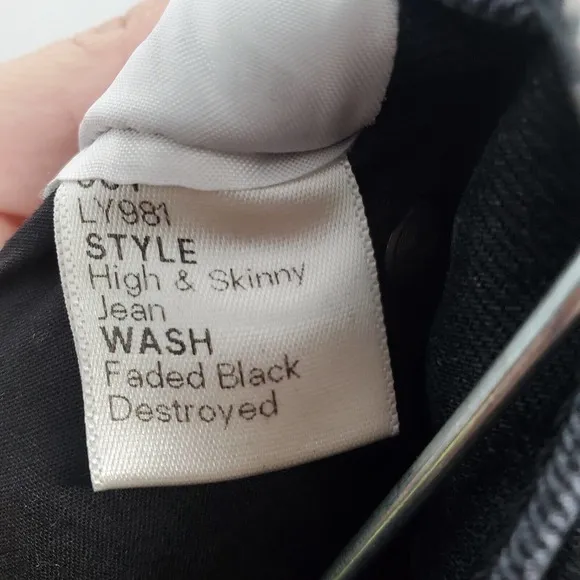 LY981
STYLE
High & Skinny
Jean
WASH
Faded Black
Destroyed